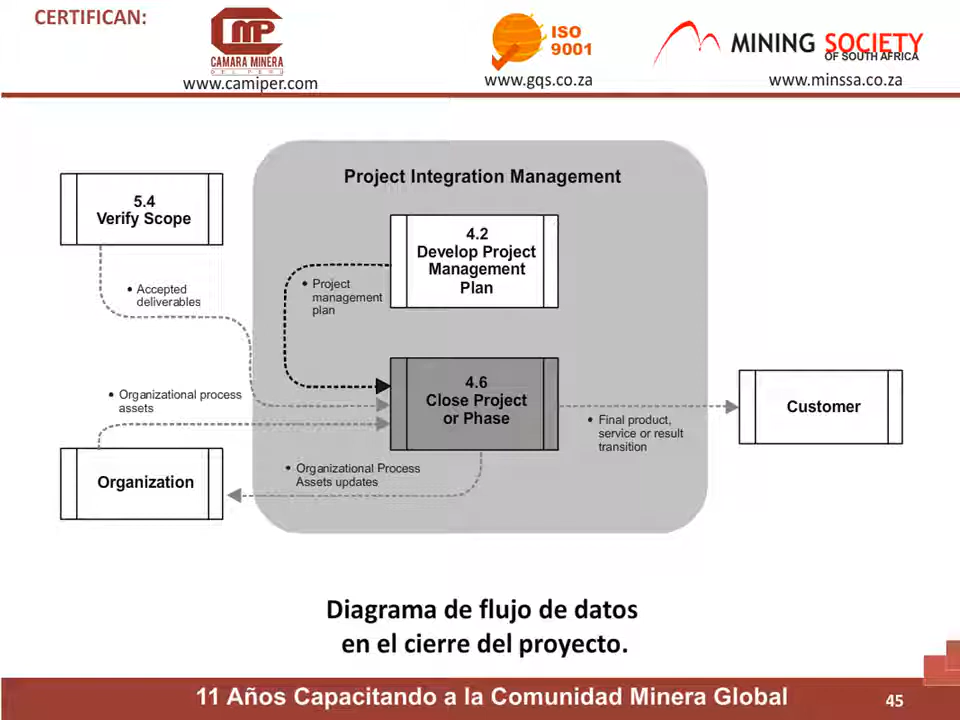 CERTIFICAN:
CMP
CAMARA MINERA
DEL PERU
www.camiper.com
ISO
9001
www.gqs.co.za
MINING SOCIETY
OF SOUTH AFRICA
www.minssa.co.za
Project Integration Management
5.4
Verify Scope
4.2
Develop Project
Management
Plan
• Accepted
deliverables
• Project
management
plan
4.6
Close Project
or Phase
• Organizational process
assets
Customer
• Final product,
service or result
transition
Organization
• Organizational Process
Assets updates
Diagrama de flujo de datos
en el cierre del proyecto.
11 Años Capacitando a la Comunidad Minera Global
45